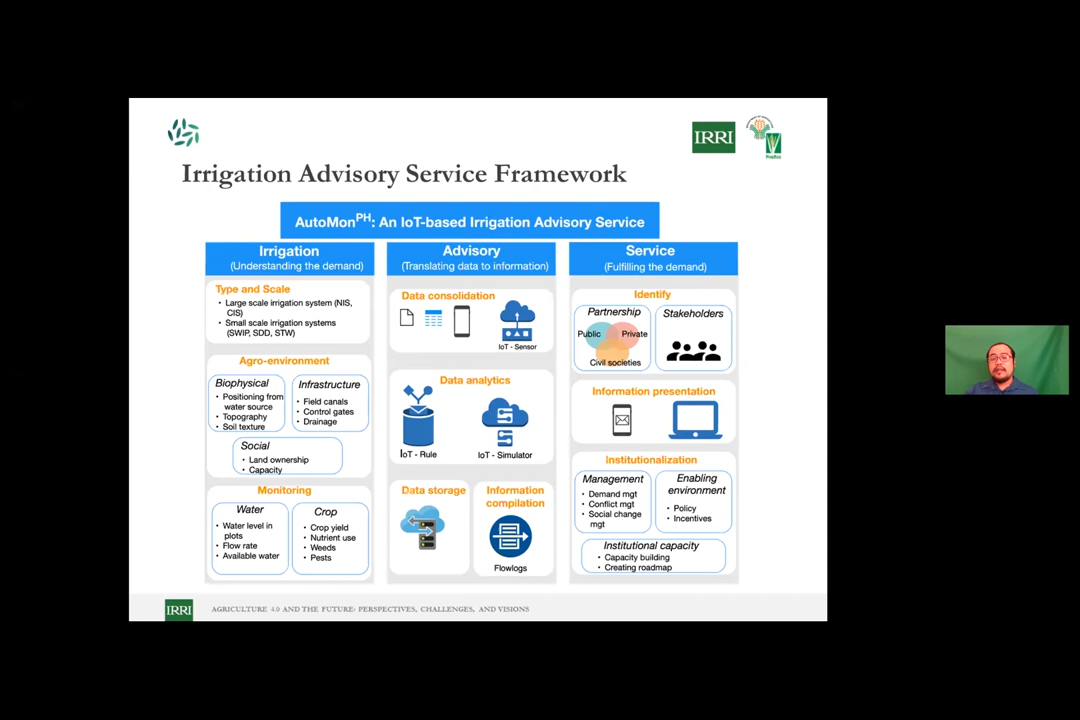 IRRI
PhilRice
Irrigation Advisory Service Framework
AutoMonPH: An IoT-based Irrigation Advisory Service
Irrigation
(Understanding the demand)
Type and Scale
• Large scale irrigation system (NIS,
CIS)
• Small scale irrigation systems
(SWIP, SDD, STW)
Agro-environment
Biophysical
• Positioning from
water source
• Topography
• Soil texture
Infrastructure
• Field canals
• Control gates
• Drainage
Social
• Land ownership
• Capacity
Monitoring
Water
• Water level in
plots
• Flow rate
• Available water
Crop
• Crop yield
• Nutrient use
• Weeds
• Pests
Advisory
(Translating data to information)
Data consolidation
IoT - Sensor
Data analytics
IoT - Rule
IoT - Simulator
Data storage
Information
compilation
Flowlogs
Service
(Fulfilling the demand)
Identify
Partnership
Public
Private
Civil societies
Stakeholders
Information presentation
Institutionalization
Management
• Demand mgt
• Conflict mgt
• Social change
mgt
Enabling
environment
• Policy
• Incentives
Institutional capacity
• Capacity building
• Creating roadmap
IRRI
AGRICULTURE 4.0 AND THE FUTURE: PERSPECTIVES, CHALLENGES, AND VISIONS